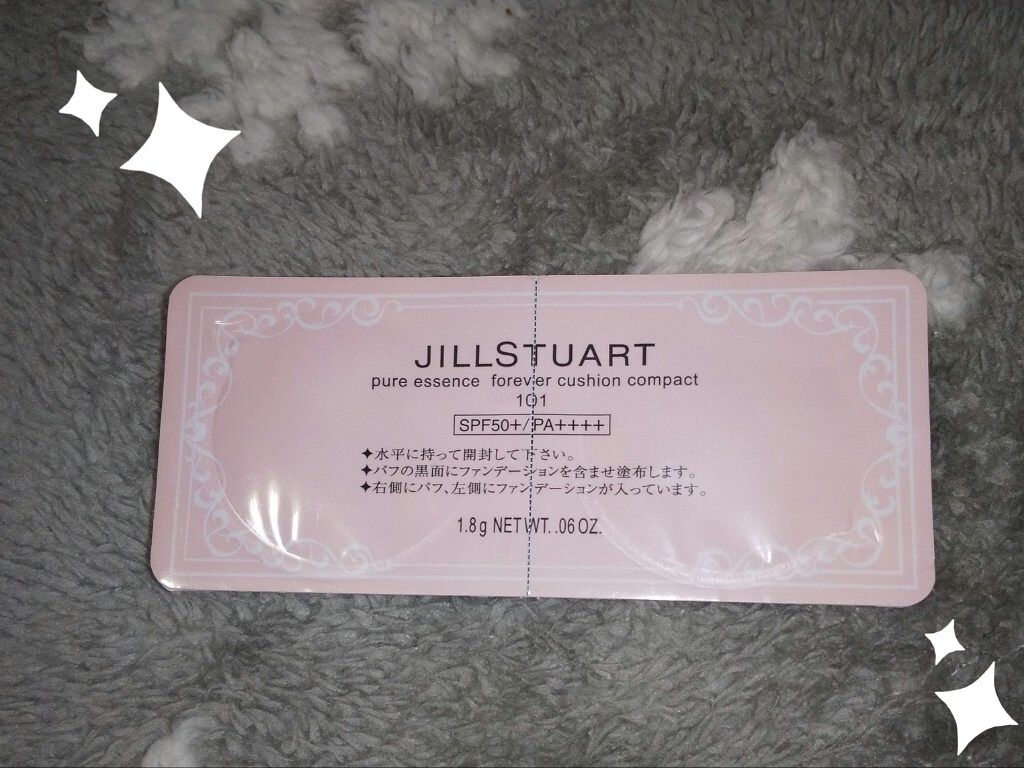 JILLSTUART
pure essence forever cushion compact
101
SPF50+/PA++++
✦水平に持って開封して下さい。
✦パフの黒面にファンデーションを含ませ塗布します。
✦右側にパフ、左側にファンデーションが入っています。
1.8g NET WT. .06 OZ.